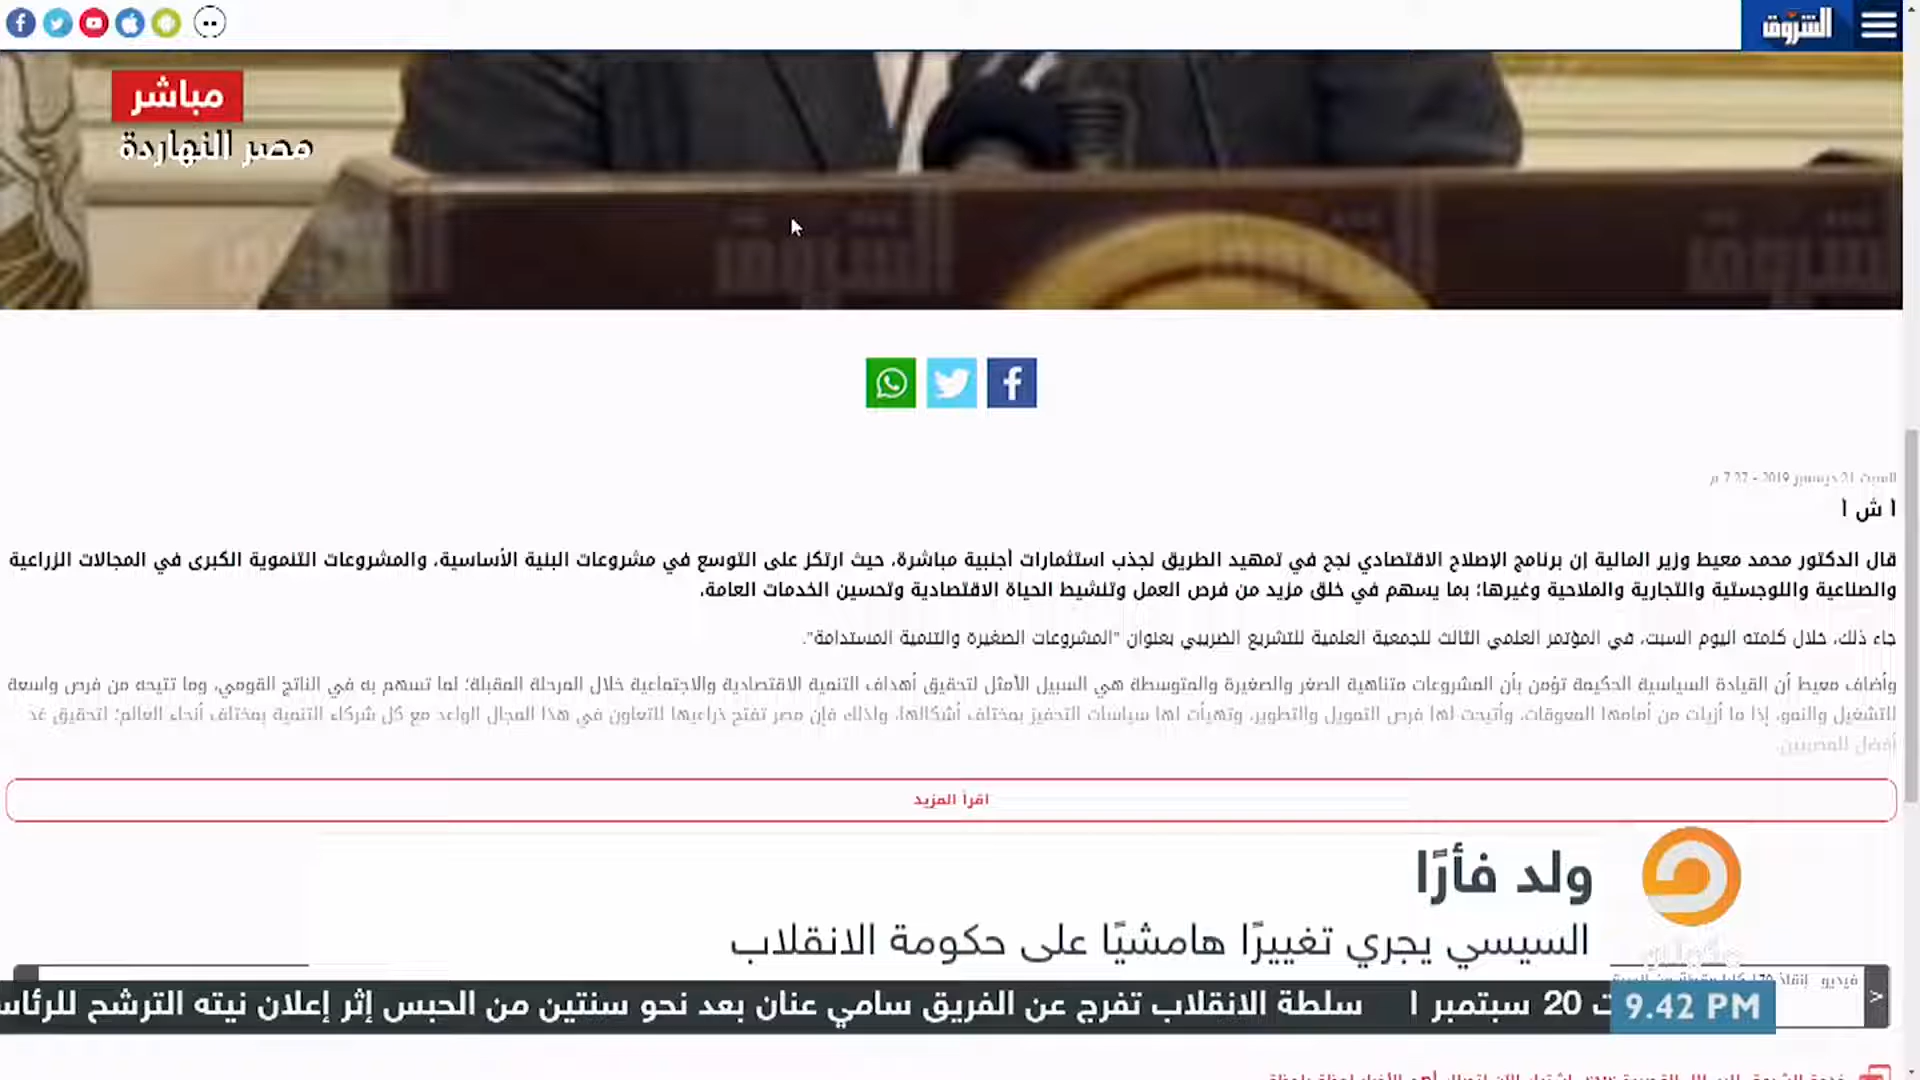 الشروق
مباشر
مصر النهاردة
السبت 21 ديسمبر 2019 - 7:37 م
أ ش أ
قال الدكتور محمد معيط وزير المالية إن برنامج الإصلاح الاقتصادي نجح في تمهيد الطريق لجذب استثمارات أجنبية مباشرة، حيث ارتكز على التوسع في مشروعات البنية الأساسية، والمشروعات التنموية الكبرى في المجالات الزراعية
والصناعية واللوجستية والتجارية والملاحية وغيرها؛ بما يسهم في خلق مزيد من فرص العمل وتنشيط الحياة الاقتصادية وتحسين الخدمات العامة.
جاء ذلك، خلال كلمته اليوم السبت، في المؤتمر العلمي الثالث للجمعية العلمية للتشريع الضريبي بعنوان "المشروعات الصغيرة والتنمية المستدامة".
وأضاف معيط أن القيادة السياسية الحكيمة تؤمن بأن المشروعات متناهية الصغر والصغيرة والمتوسطة هي السبيل الأمثل لتحقيق أهداف التنمية الاقتصادية والاجتماعية خلال المرحلة المقبلة؛ لما تسهم به في الناتج القومي، وما تتيحه من فرص واسعة
للتشغيل والنمو، إذا ما أزيلت من أمامها المعوقات، وأتيحت لها فرص التمويل والتطوير، وتهيأت لها سياسات التحفيز بمختلف أشكالها، ولذلك فإن مصر تفتح ذراعيها للتعاون في هذا المجال الواعد مع كل شركاء التنمية بمختلف أنحاء العالم؛ لتحقيق غد
أفضل للمصريين.
اقرأ المزيد
ولد فأرًا
السيسي يجري تغييرًا هامشيًا على حكومة الانقلاب
مكملين
ت 20 سبتمبر ا سلطة الانقلاب تفرج عن الفريق سامي عنان بعد نحو سنتين من الحبس إثر إعلان نيته الترشح للرئاس
9.42 PM